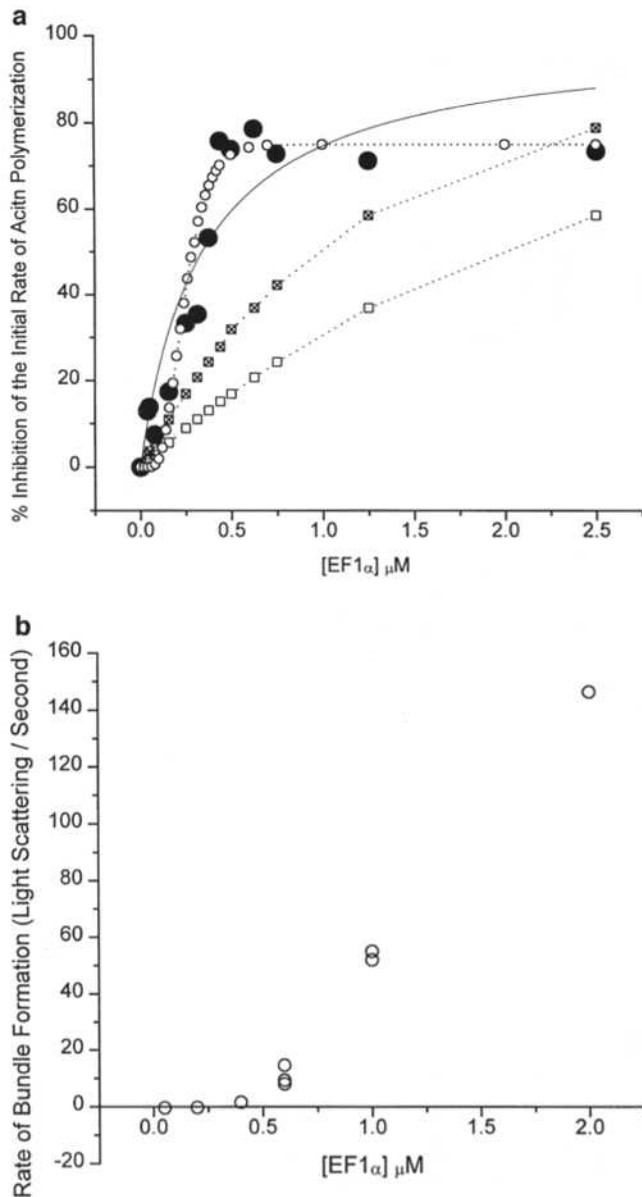 a
% Inhibition of the Initial Rate of Acitn Polymerization
100
80
60
40
20
0
0.0 0.5 1.0 1.5 2.0 2.5
[EF1α] μM
b
Rate of Bundle Formation (Light Scattering / Second)
160
140
120
100
80
60
40
20
0
-20
0.0 0.5 1.0 1.5 2.0
[EF1α] μM